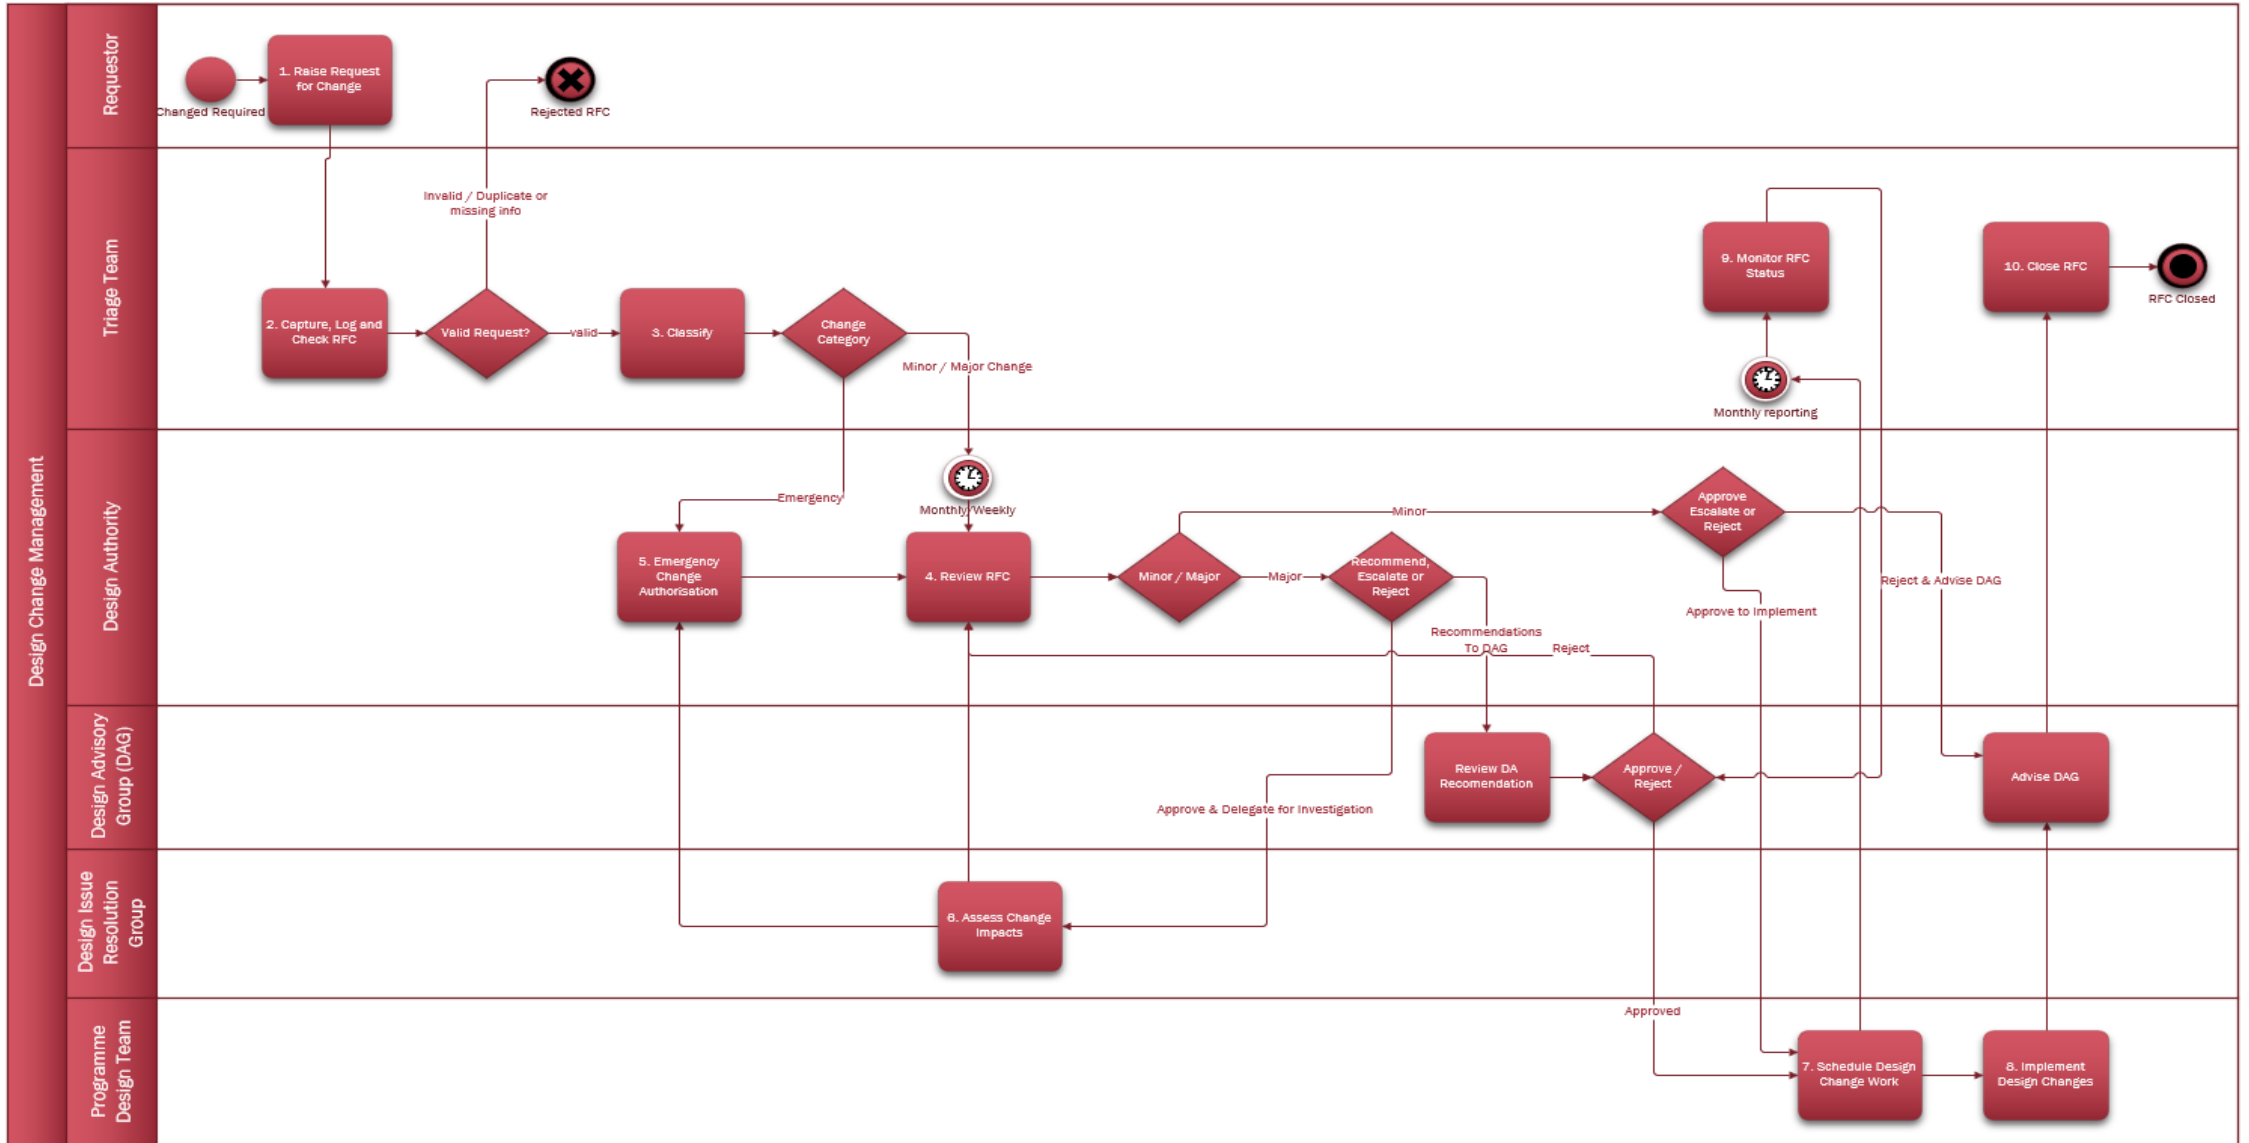 Design Change Management
Requestor
Changed Required
1. Raise Request
for Change
Rejected RFC
Triage Team
Invalid / Duplicate or
missing info
2. Capture, Log and
Check RFC
Valid Request?
valid
3. Classify
Change
Category
Minor / Major Change
Emergency
9. Monitor RFC
Status
Monthly reporting
10. Close RFC
RFC Closed
Design Authority
Monthly/Weekly
5. Emergency
Change
Authorisation
4. Review RFC
Minor / Major
Minor
Major
Recommend,
Escalate or
Reject
Approve
Escalate or
Reject
Reject & Advise DAG
Approve to Implement
Recommendations
To DAG
Reject
Design Advisory
Group (DAG)
Review DA
Recomendation
Approve /
Reject
Advise DAG
Approve & Delegate for Investigation
Design Issue
Resolution
Group
6. Assess Change
Impacts
Programme
Design Team
Approved
7. Schedule Design
Change Work
8. Implement
Design Changes